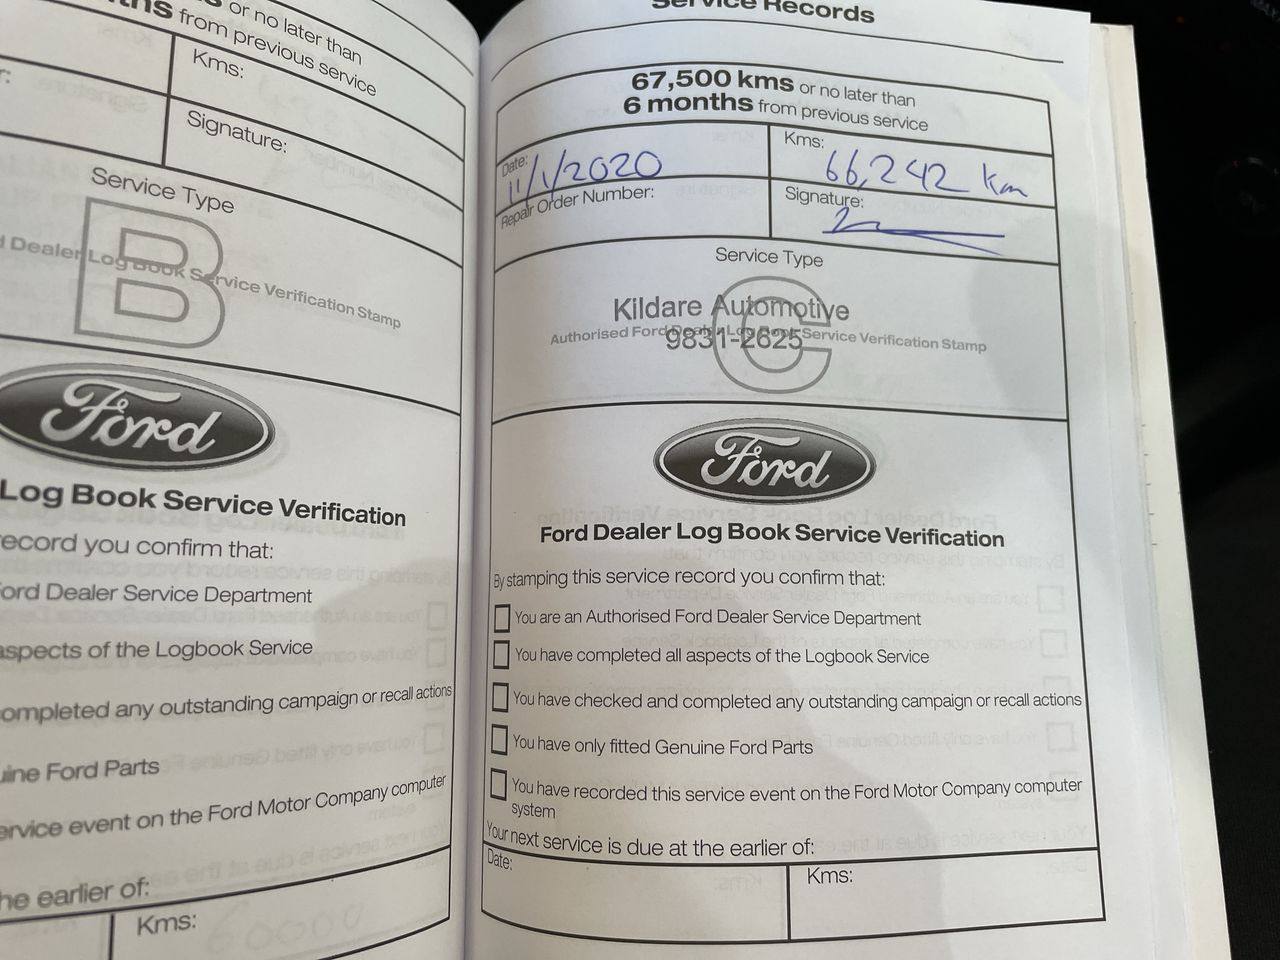 or no later than
from previous service
Kms:
Signature:
Service Type
B
Dealer Log Book Service Verification Stamp
Ford
Log Book Service Verification
record you confirm that:
Ford Dealer Service Department
aspects of the Logbook Service
completed any outstanding campaign or recall actions
Ford Parts
service event on the Ford Motor Company computer
the earlier of:
Kms:
Service Records
67,500 kms or no later than
6 months from previous service
Date: 11/1/2020
Kms: 66,242 km
Repair Order Number:
Signature:
Service Type
C
Kildare Automotive
Authorised Ford Dealer Log Book Service Verification Stamp
9831-2625
Ford
Ford Dealer Log Book Service Verification
By stamping this service record you confirm that:
You are an Authorised Ford Dealer Service Department
You have completed all aspects of the Logbook Service
You have checked and completed any outstanding campaign or recall actions
You have only fitted Genuine Ford Parts
You have recorded this service event on the Ford Motor Company computer
system
Your next service is due at the earlier of:
Date:
Kms: